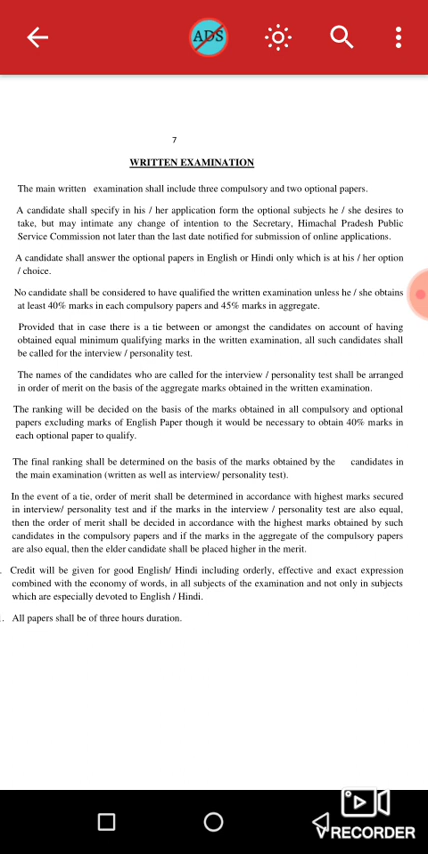 ADS
7
WRITTEN EXAMINATION
The main written examination shall include three compulsory and two optional papers.
A candidate shall specify in his / her application form the optional subjects he / she desires to
take, but may intimate any change of intention to the Secretary, Himachal Pradesh Public
Service Commission not later than the last date notified for submission of online applications.
A candidate shall answer the optional papers in English or Hindi only which is at his / her option
/ choice.
No candidate shall be considered to have qualified the written examination unless he / she obtains
at least 40% marks in each compulsory papers and 45% marks in aggregate.
Provided that in case there is a tie between or amongst the candidates on account of having
obtained equal minimum qualifying marks in the written examination, all such candidates shall
be called for the interview / personality test.
The names of the candidates who are called for the interview / personality test shall be arranged
in order of merit on the basis of the aggregate marks obtained in the written examination.
The ranking will be decided on the basis of the marks obtained in all compulsory and optional
papers excluding marks of English Paper though it would be necessary to obtain 40% marks in
each optional paper to qualify.
The final ranking shall be determined on the basis of the marks obtained by the candidates in
the main examination (written as well as interview/ personality test).
In the event of a tie, order of merit shall be determined in accordance with highest marks secured
in interview/ personality test and if the marks in the interview / personality test are also equal,
then the order of merit shall be decided in accordance with the highest marks obtained by such
candidates in the compulsory papers and if the marks in the aggregate of the compulsory papers
are also equal, then the elder candidate shall be placed higher in the merit.
. Credit will be given for good English/ Hindi including orderly, effective and exact expression
combined with the economy of words, in all subjects of the examination and not only in subjects
which are especially devoted to English / Hindi.
. All papers shall be of three hours duration.
RECORDER